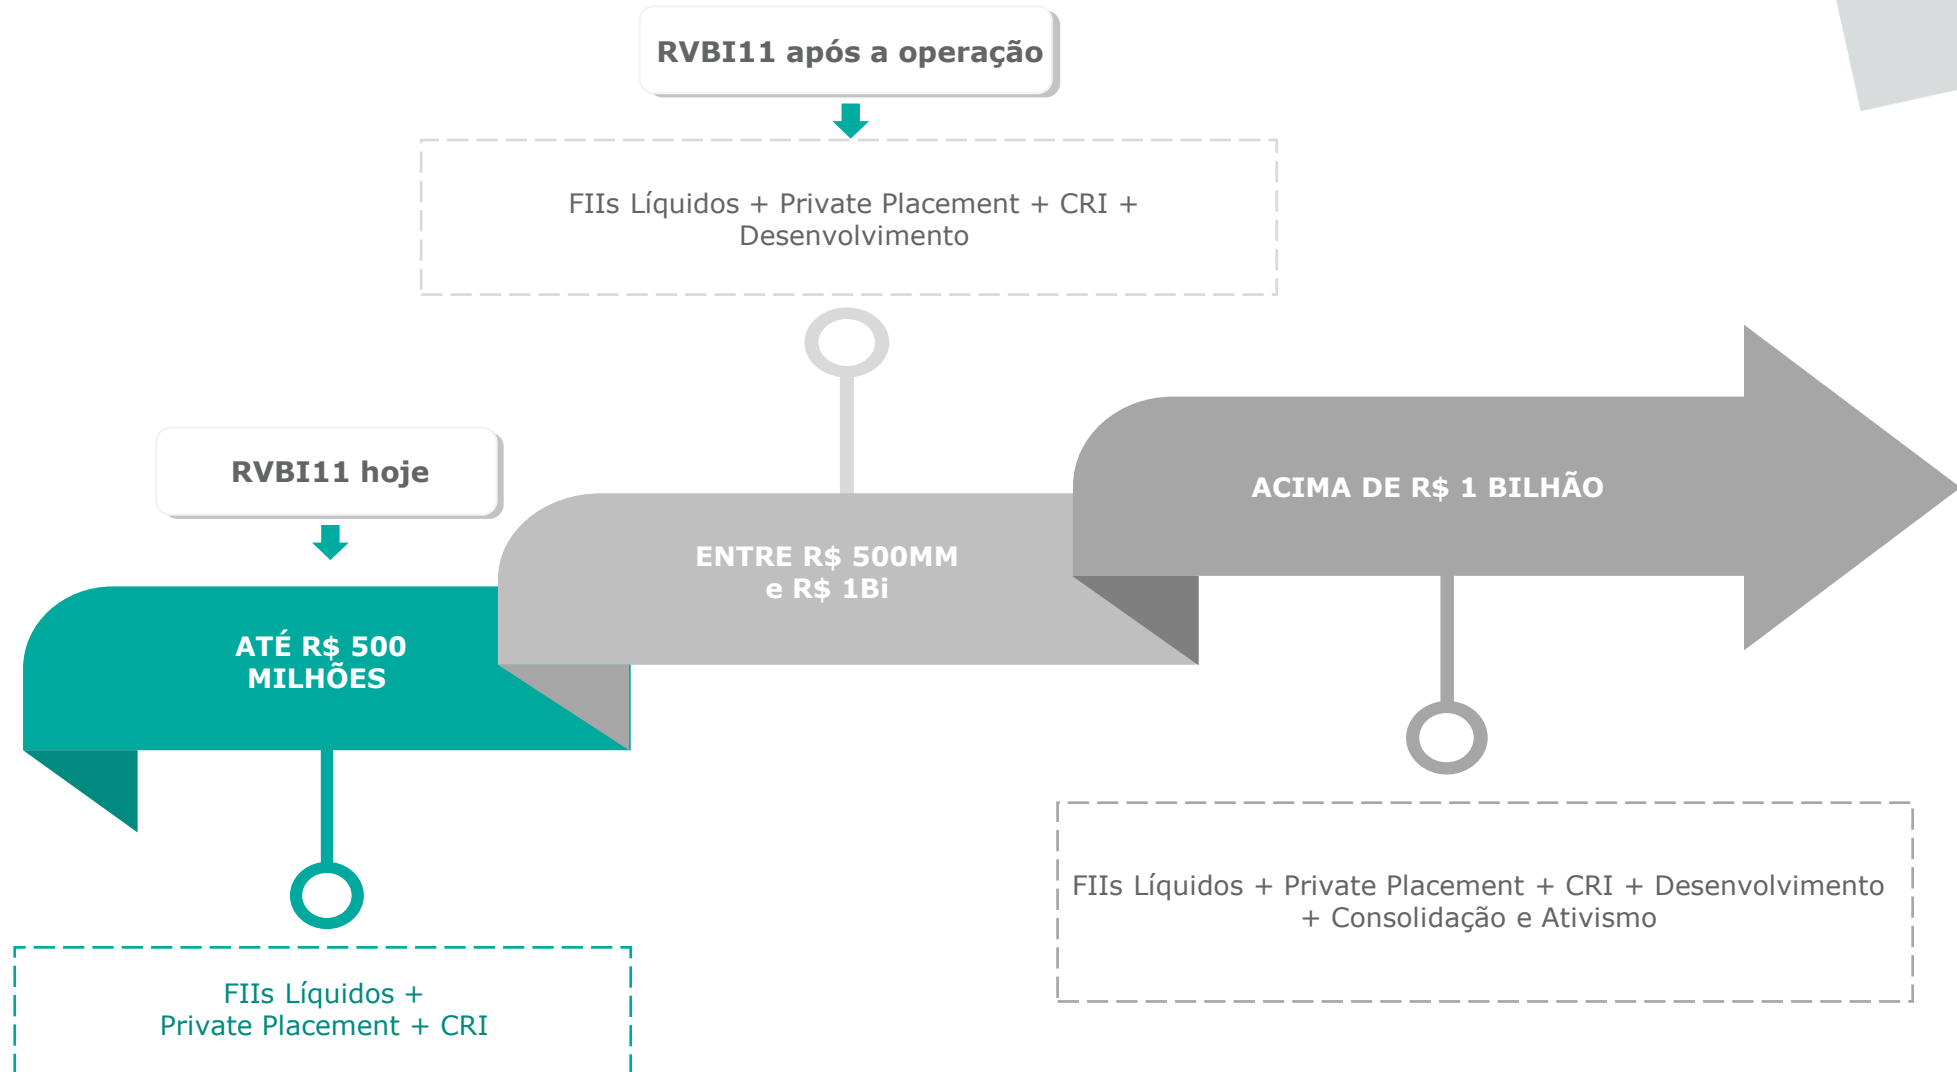 RVBI11 após a operação
FIIs Líquidos + Private Placement + CRI +
Desenvolvimento
RVBI11 hoje
ACIMA DE R$ 1 BILHÃO
ENTRE R$ 500MM
e R$ 1Bi
ATÉ R$ 500
MILHÕES
FIIs Líquidos + Private Placement + CRI + Desenvolvimento
+ Consolidação e Ativismo
FIIs Líquidos +
Private Placement + CRI